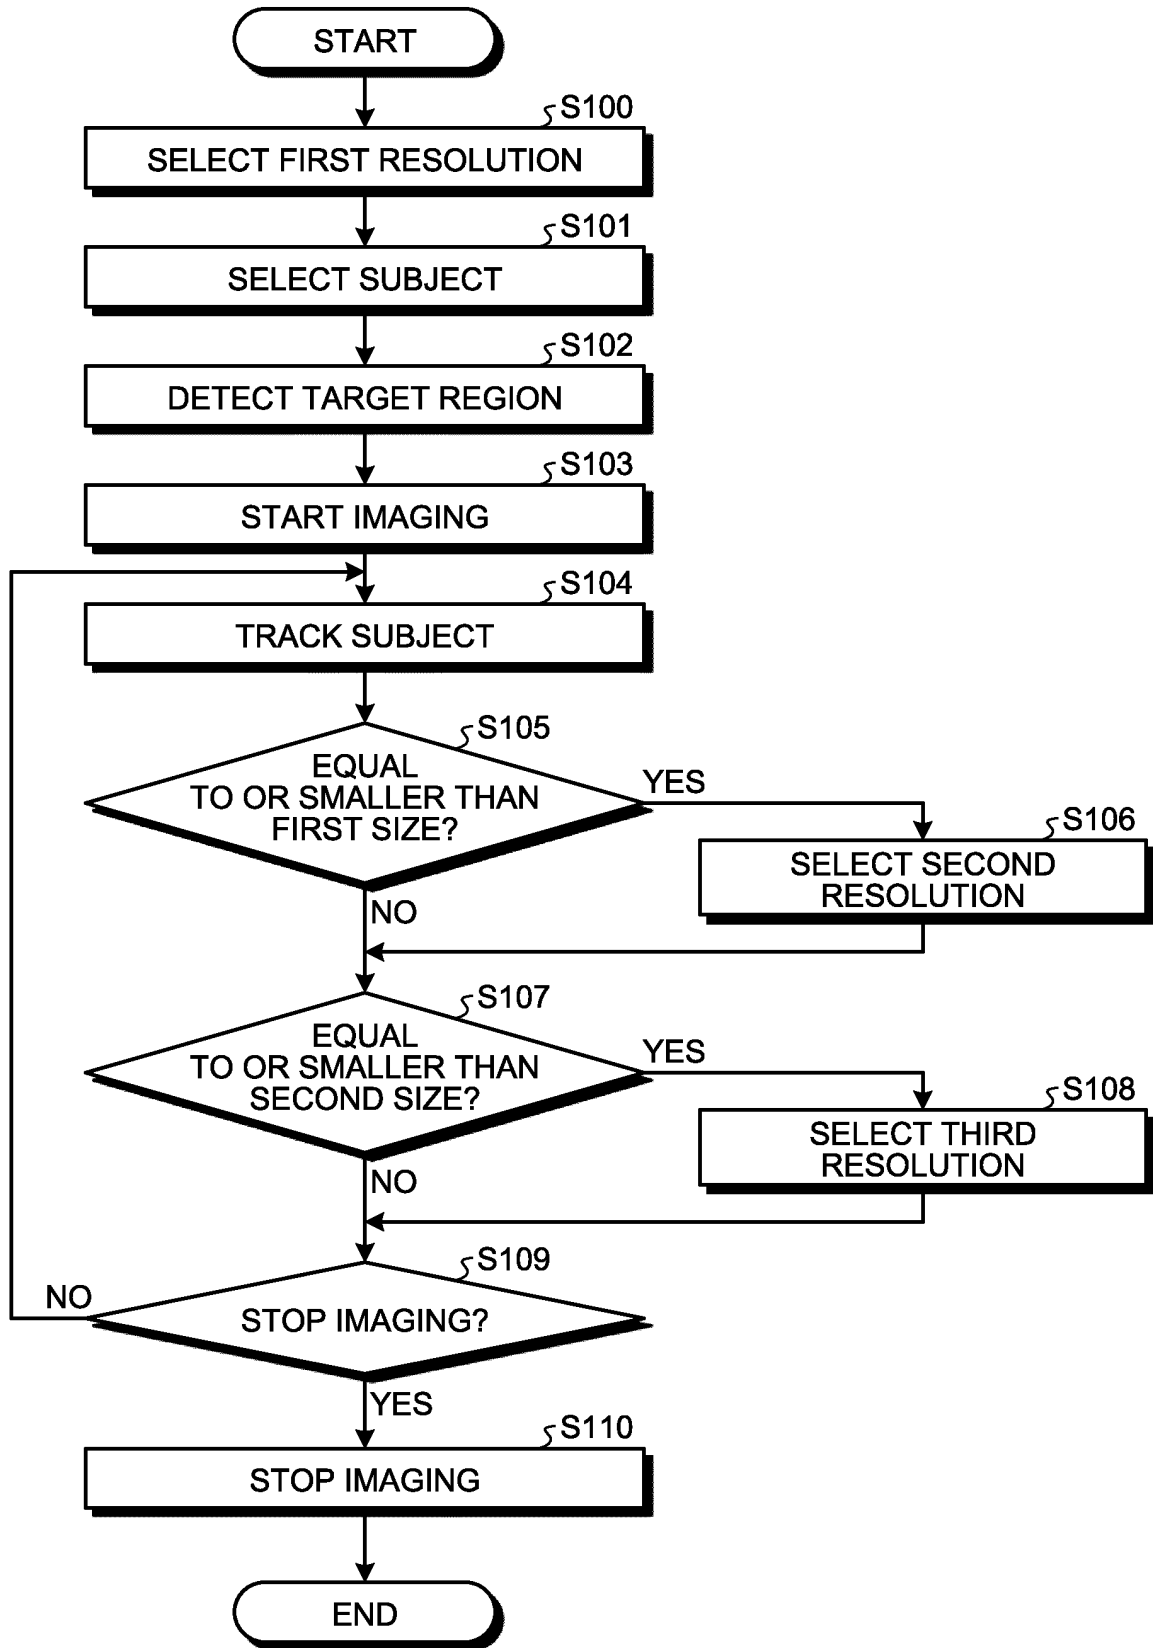 START
S100
SELECT FIRST RESOLUTION
S101
SELECT SUBJECT
S102
DETECT TARGET REGION
S103
START IMAGING
S104
TRACK SUBJECT
S105
EQUAL
TO OR SMALLER THAN
FIRST SIZE?
YES
S106
SELECT SECOND
RESOLUTION
NO
S107
EQUAL
TO OR SMALLER THAN
SECOND SIZE?
YES
S108
SELECT THIRD
RESOLUTION
NO
S109
STOP IMAGING?
NO
YES
S110
STOP IMAGING
END